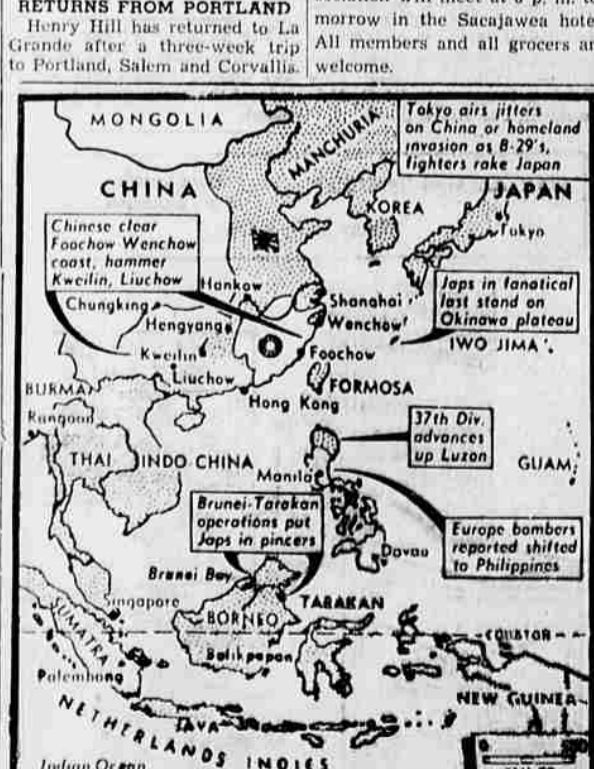 RETURNS FROM PORTLAND
Henry Hill has returned to La
Grande after a three-week trip
to Portland, Salem and Corvallis.
morrow in the Sacajawea hote
All members and all grocers ar
welcome.
MONGOLIA
MANCHURIA
Tokyo airs jitters
on China or homeland
invasion as B-29's,
fighters rake Japan
CHINA
KOREA
JAPAN
Tokyo
Chinese clear
Foochow Wenchow
coast, hammer
Kweilin, Liuchow
Hankow
Shanghai
Japs in fanatical
last stand on
Okinawa plateau
Chungking
Hengyang
Wenchow
Kweilin
Foochow
IWO JIMA
Liuchow
FORMOSA
BURMA
Hong Kong
Rangoon
37th Div.
advances
up Luzon
THAI
INDO CHINA
Manila
GUAM
Brunei-Tarakan
operations put
Japs in pincers
Europe bombers
reported shifted
to Philippines
Davao
Brunei Bay
Singapore
TARAKAN
SUMATRA
BORNEO
EQUATOR
Balikpapan
Palembang
NEW GUINEA
JAVA
NETHERLANDS INDIES
0
Indian Ocean